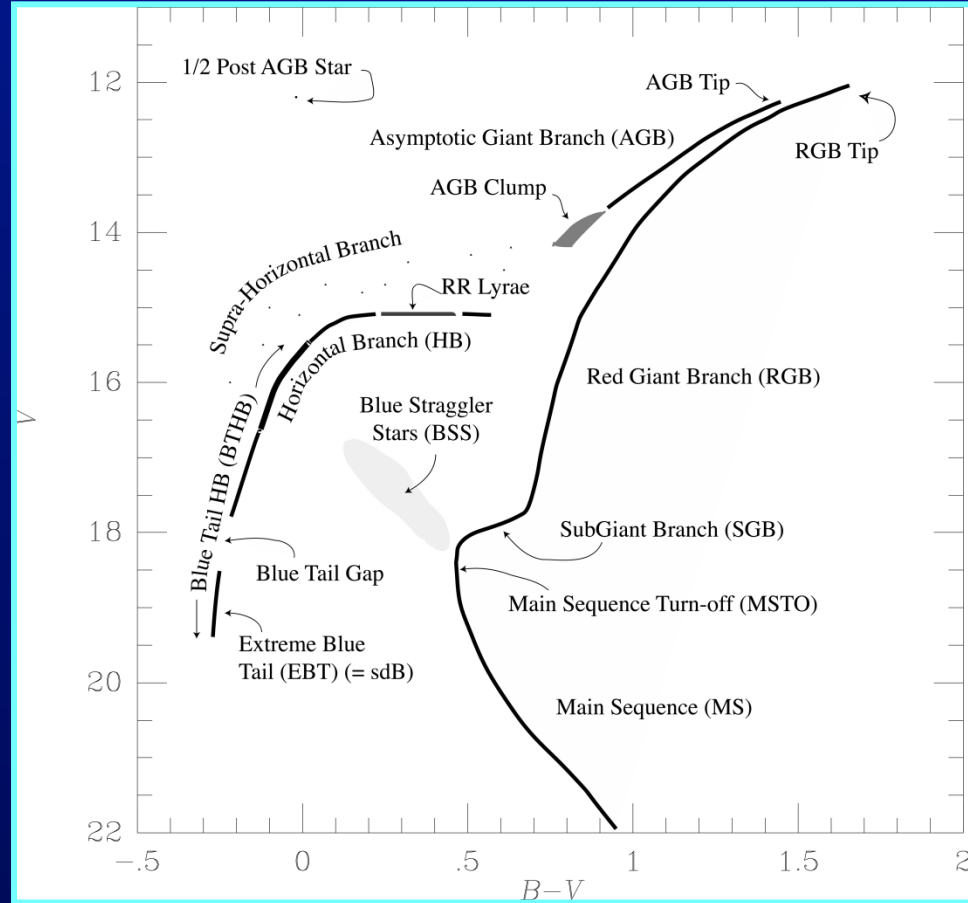 1/2 Post AGB Star
AGB Tip
Asymptotic Giant Branch (AGB)
RGB Tip
AGB Clump
Supra-Horizontal Branch
RR Lyrae
Horizontal Branch (HB)
Red Giant Branch (RGB)
Blue Straggler
Stars (BSS)
Blue Tail HB (BTHB)
SubGiant Branch (SGB)
Blue Tail Gap
Main Sequence Turn-off (MSTO)
Extreme Blue
Tail (EBT) (= sdB)
Main Sequence (MS)
12
14
16
18
20
22
V
-.5
0
.5
1
1.5
2
B-V